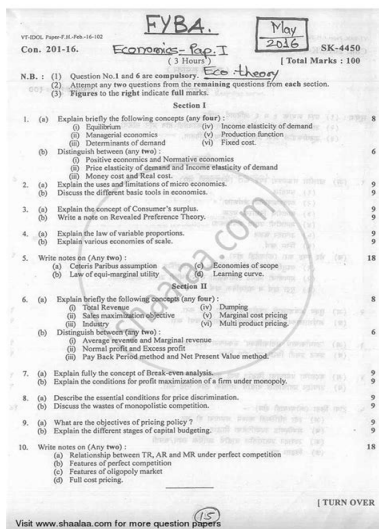 VT-IDOL Paper-F.H.-Feb.-16-102
FYBA.
May
2016
Con. 201-16.
Economics - Pap. I
SK-4450
( 3 Hours )
[ Total Marks : 100
Eco. theory
N.B. : (1) Question No.1 and 6 are compulsory.
(2) Attempt any two questions from the remaining questions from each section.
(3) Figures to the right indicate full marks.
Section I
1. (a) Explain briefly the following concepts (any four) : 8
(i) Equilibrium (iv) Income elasticity of demand
(ii) Managerial economics (v) Production function
(iii) Determinants of demand (vi) Fixed cost.
(b) Distinguish between (any two) : 6
(i) Positive economics and Normative economics
(ii) Price elasticity of demand and Income elasticity of demand
(iii) Money cost and Real cost.
2. (a) Explain the uses and limitations of micro economics. 9
(b) Discuss the different basic tools in economics. 9
3. (a) Explain the concept of Consumer's surplus. 9
(b) Write a note on Revealed Preference Theory. 9
4. (a) Explain the law of variable proportions. 9
(b) Explain various economies of scale. 9
5. Write notes on (Any two) : 18
(a) Ceteris Paribus assumption (c) Economies of scope
(b) Law of equi-marginal utility (d) Learning curve.
Section II
6. (a) Explain briefly the following concepts (any four) : 8
(i) Total Revenue (iv) Dumping
(ii) Sales maximization objective (v) Marginal cost pricing
(iii) Industry (vi) Multi product pricing.
(b) Distinguish between (any two) : 6
(i) Average revenue and Marginal revenue
(ii) Normal profit and Excess profit
(iii) Pay Back Period method and Net Present Value method.
7. (a) Explain fully the concept of Break-even analysis. 9
(b) Explain the conditions for profit maximization of a firm under monopoly. 9
8. (a) Describe the essential conditions for price discrimination. 9
(b) Discuss the wastes of monopolistic competition. 9
9. (a) What are the objectives of pricing policy ? 9
(b) Explain the different stages of capital budgeting. 9
10. Write notes on (Any two) : 18
(a) Relationship between TR, AR and MR under perfect competition
(b) Features of perfect competition
(c) Features of oligopoly market
(d) Full cost pricing.
[ TURN OVER
15
Visit www.shaalaa.com for more question papers
shaalaa.com